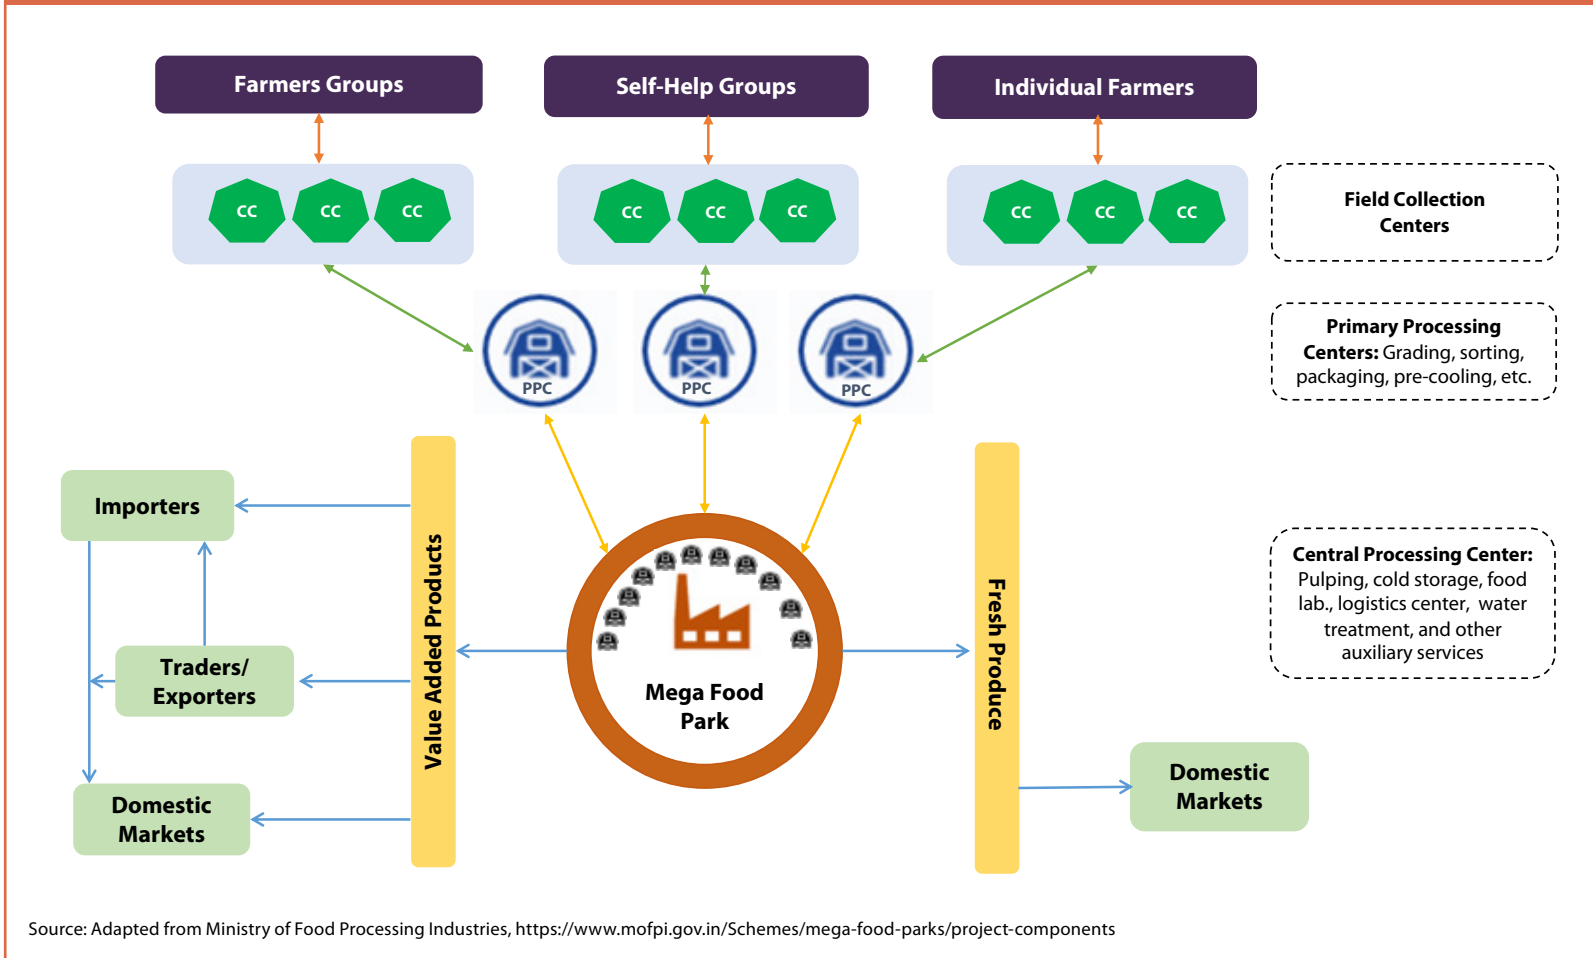 Farmers Groups
Self-Help Groups
Individual Farmers
CC
CC
CC
CC
CC
CC
CC
CC
CC
Field Collection
Centers
PPC
PPC
PPC
Primary Processing
Centers: Grading, sorting,
packaging, pre-cooling, etc.
Importers
Traders/
Exporters
Domestic
Markets
Value Added Products
Mega Food
Park
Fresh Produce
Central Processing Center:
Pulping, cold storage, food
lab., logistics center, water
treatment, and other
auxiliary services
Domestic
Markets
Source: Adapted from Ministry of Food Processing Industries, https://www.mofpi.gov.in/Schemes/mega-food-parks/project-components